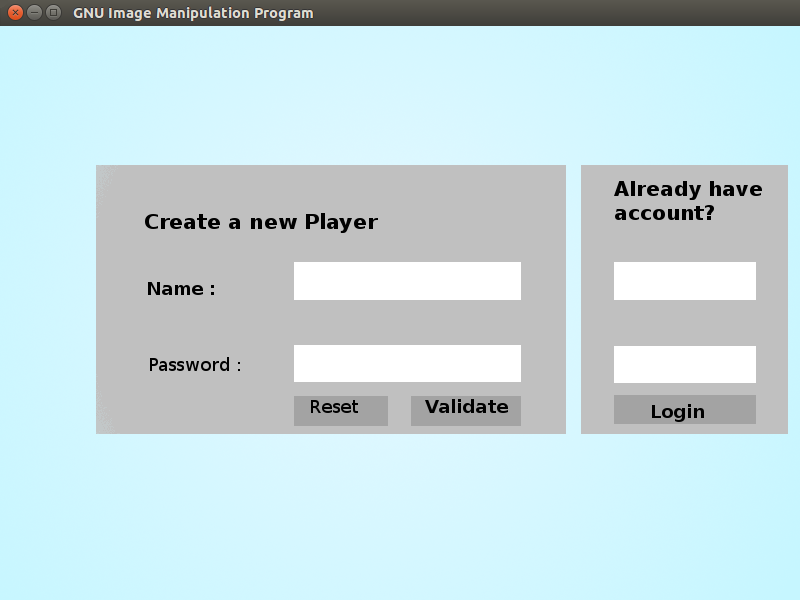 GNU Image Manipulation Program
Create a new Player
Name :
Password :
Reset
Validate
Already have
account?
Login